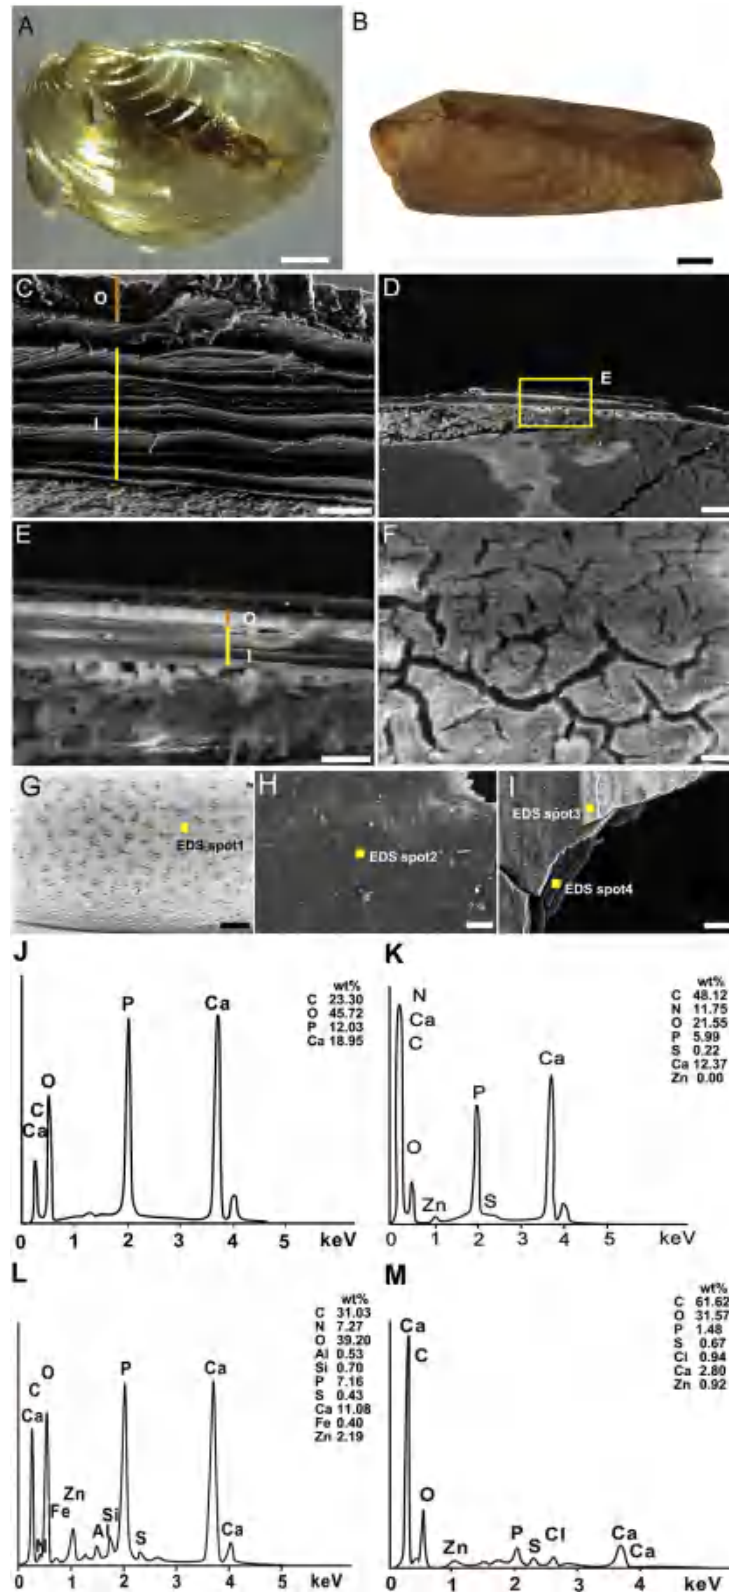 A
B
C
O
I
D
E
E
O
I
F
G
EDS spot1
H
EDS spot2
I
EDS spot3
EDS spot4
J
wt%
C 23.30
O 45.72
P 12.03
Ca 18.95
P
Ca
O
C
Ca
0 1 2 3 4 5 keV
K
wt%
C 48.12
N 11.75
O 21.55
P 5.99
S 0.22
Ca 12.37
Zn 0.00
N
Ca
C
Ca
P
O
Zn
S
0 1 2 3 4 5 keV
L
wt%
C 31.03
N 7.27
O 39.20
Al 0.53
Si 0.70
P 7.16
S 0.43
Ca 11.08
Fe 0.40
Zn 2.19
O
C
Ca
P
Ca
Si
Zn
Fe
Al
N
S
Ca
0 1 2 3 4 5 keV
M
wt%
C 61.62
O 31.57
P 1.48
S 0.67
Cl 0.94
Ca 2.80
Zn 0.92
Ca
C
O
Zn
P
S
Cl
Ca
Ca
0 1 2 3 4 keV